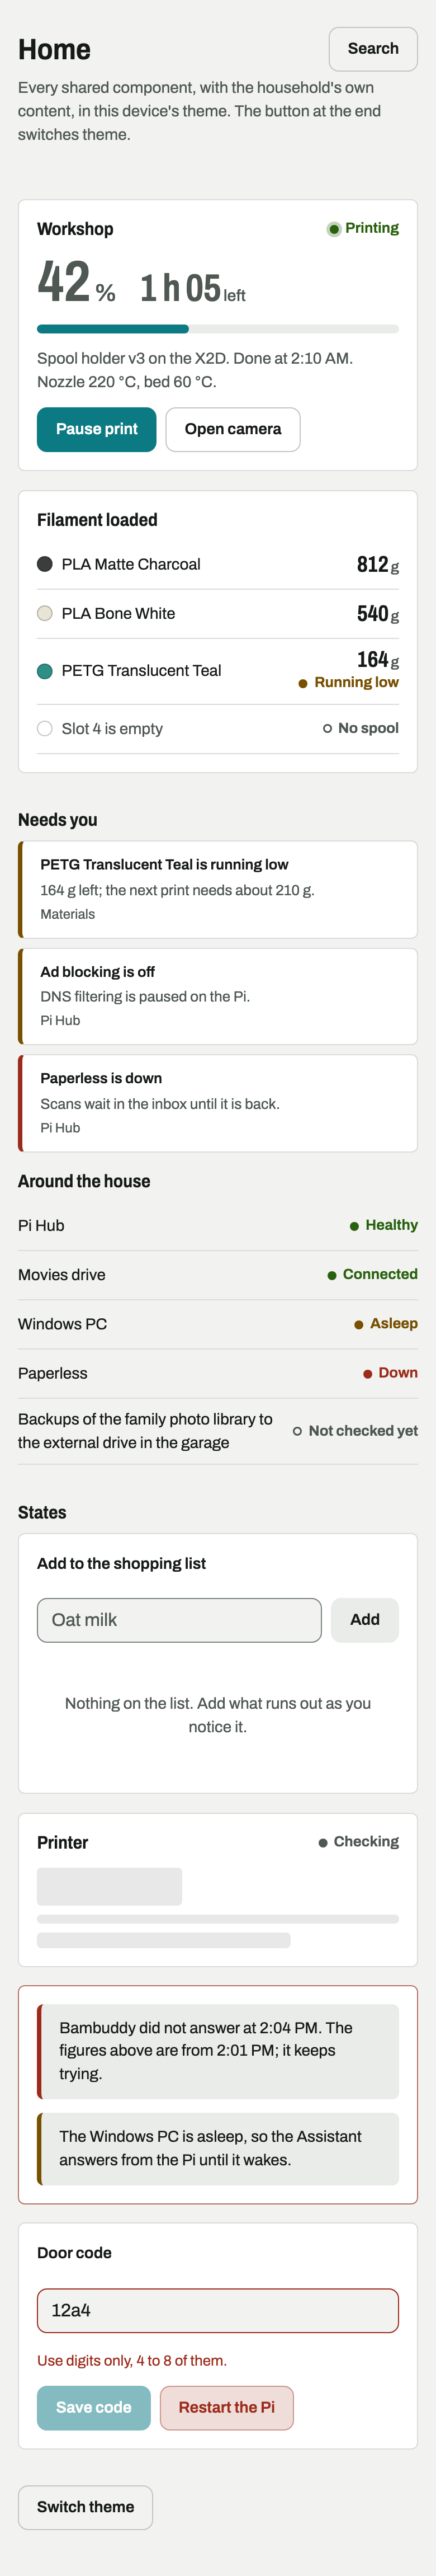 Home
Search
Every shared component, with the household's own
content, in this device's theme. The button at the end
switches theme.
Workshop
Printing
42 % 1 h 05 left
Spool holder v3 on the X2D. Done at 2:10 AM.
Nozzle 220 °C, bed 60 °C.
Pause print
Open camera
Filament loaded
PLA Matte Charcoal
812 g
PLA Bone White
540 g
PETG Translucent Teal
164 g
Running low
Slot 4 is empty
No spool
Needs you
PETG Translucent Teal is running low
164 g left; the next print needs about 210 g.
Materials
Ad blocking is off
DNS filtering is paused on the Pi.
Pi Hub
Paperless is down
Scans wait in the inbox until it is back.
Pi Hub
Around the house
Pi Hub
Healthy
Movies drive
Connected
Windows PC
Asleep
Paperless
Down
Backups of the family photo library to
the external drive in the garage
Not checked yet
States
Add to the shopping list
Oat milk
Add
Nothing on the list. Add what runs out as you
notice it.
Printer
Checking
Bambuddy did not answer at 2:04 PM. The
figures above are from 2:01 PM; it keeps
trying.
The Windows PC is asleep, so the Assistant
answers from the Pi until it wakes.
Door code
12a4
Use digits only, 4 to 8 of them.
Save code
Restart the Pi
Switch theme